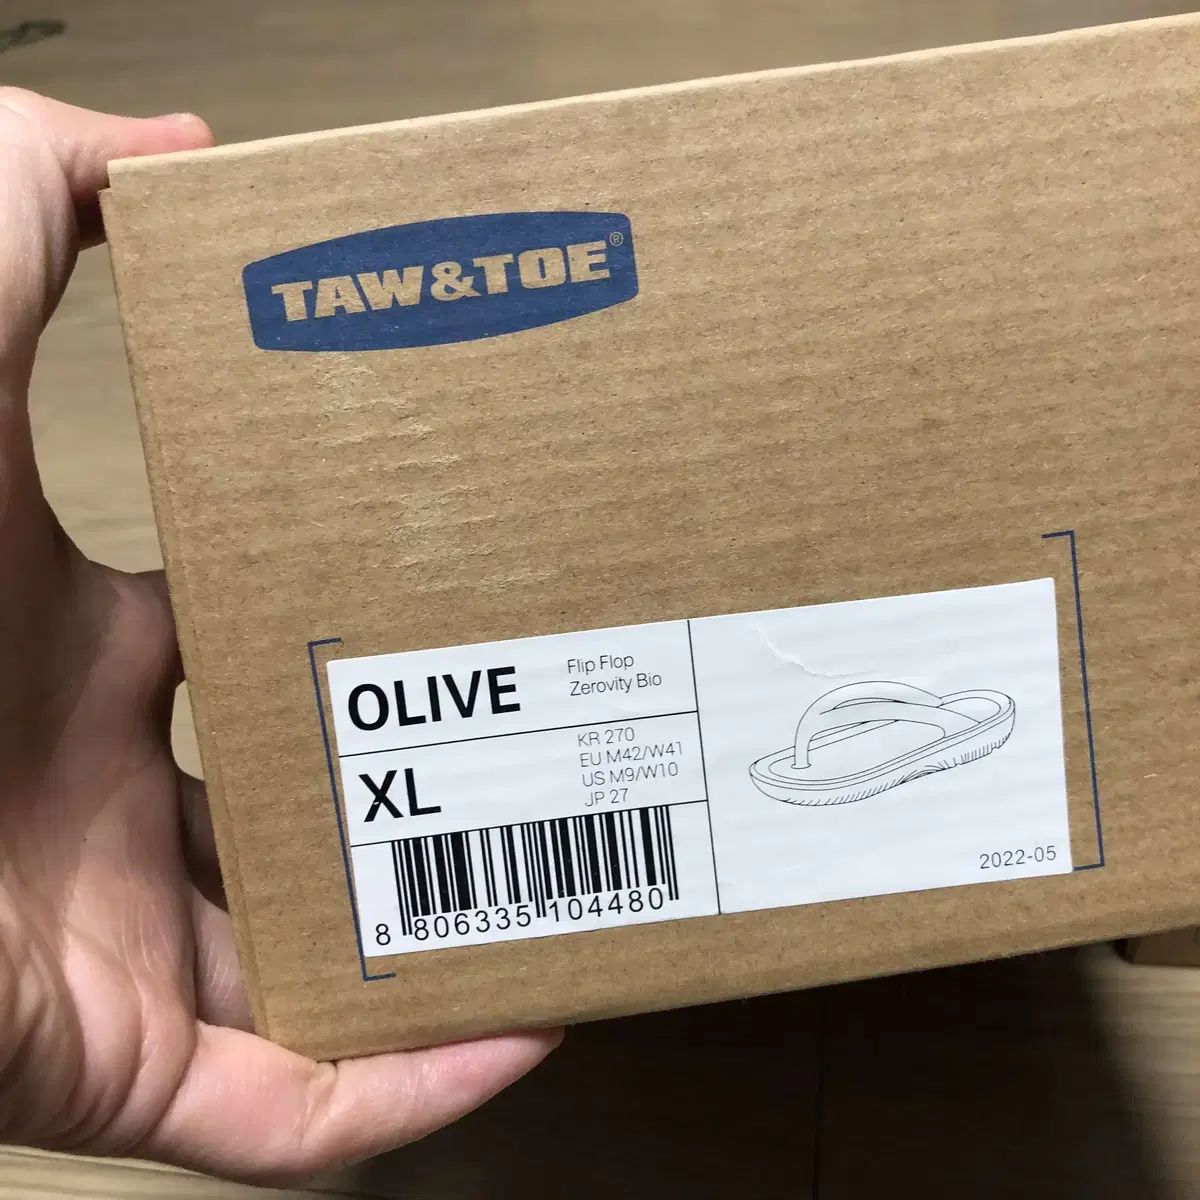 TAW&TOE®
OLIVE
Flip Flop
Zerovity Bio
XL
KR 270
EU M42/W41
US M9/W10
JP 27
8 806335 104480
2022-05